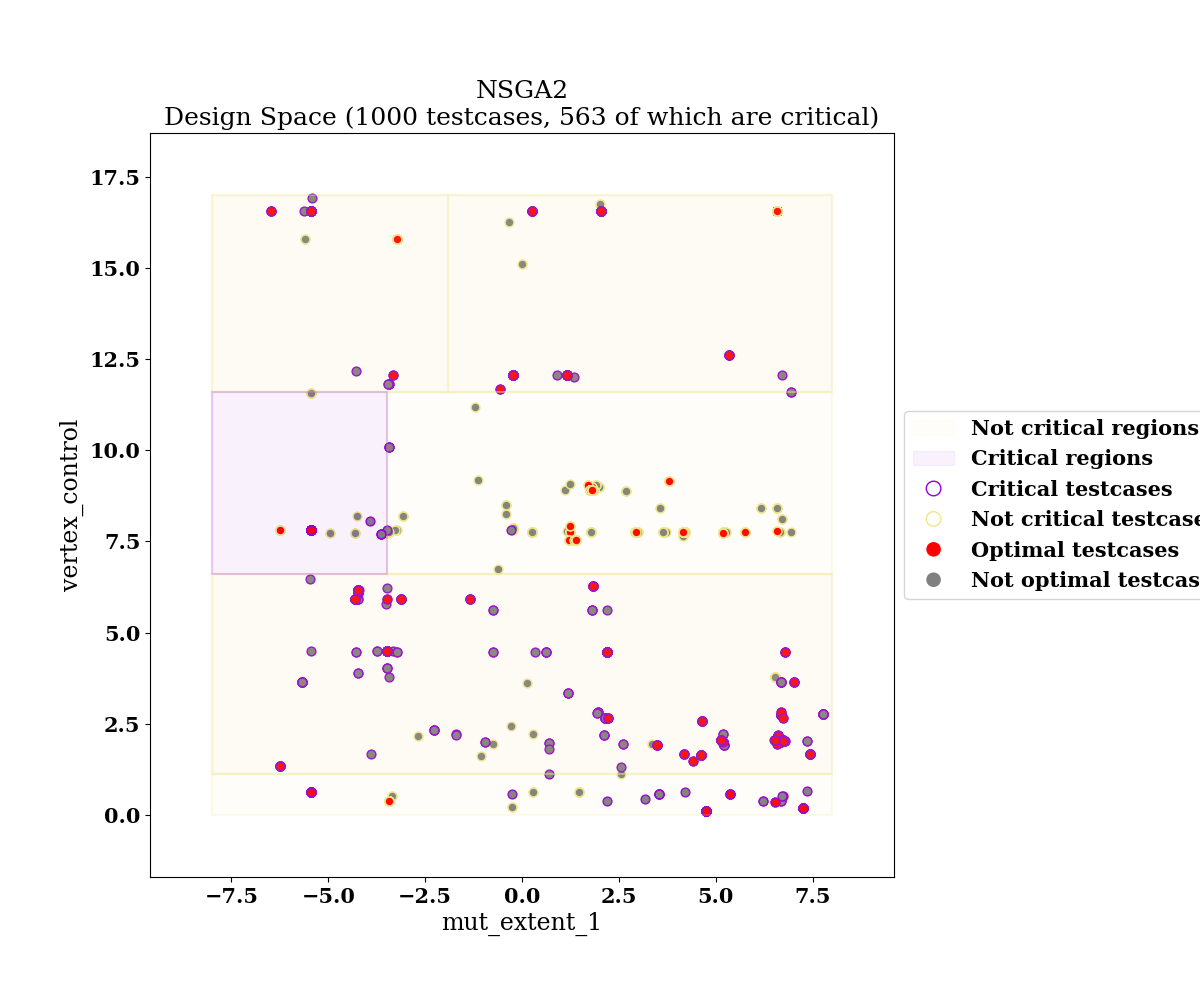 NSGA2
Design Space (1000 testcases, 563 of which are critical)
17.5
15.0
12.5
10.0
7.5
5.0
2.5
0.0
vertex_control
−7.5 −5.0 −2.5 0.0 2.5 5.0 7.5
mut_extent_1
Not critical regions
Critical regions
Critical testcases
Not critical testcase
Optimal testcases
Not optimal testcas